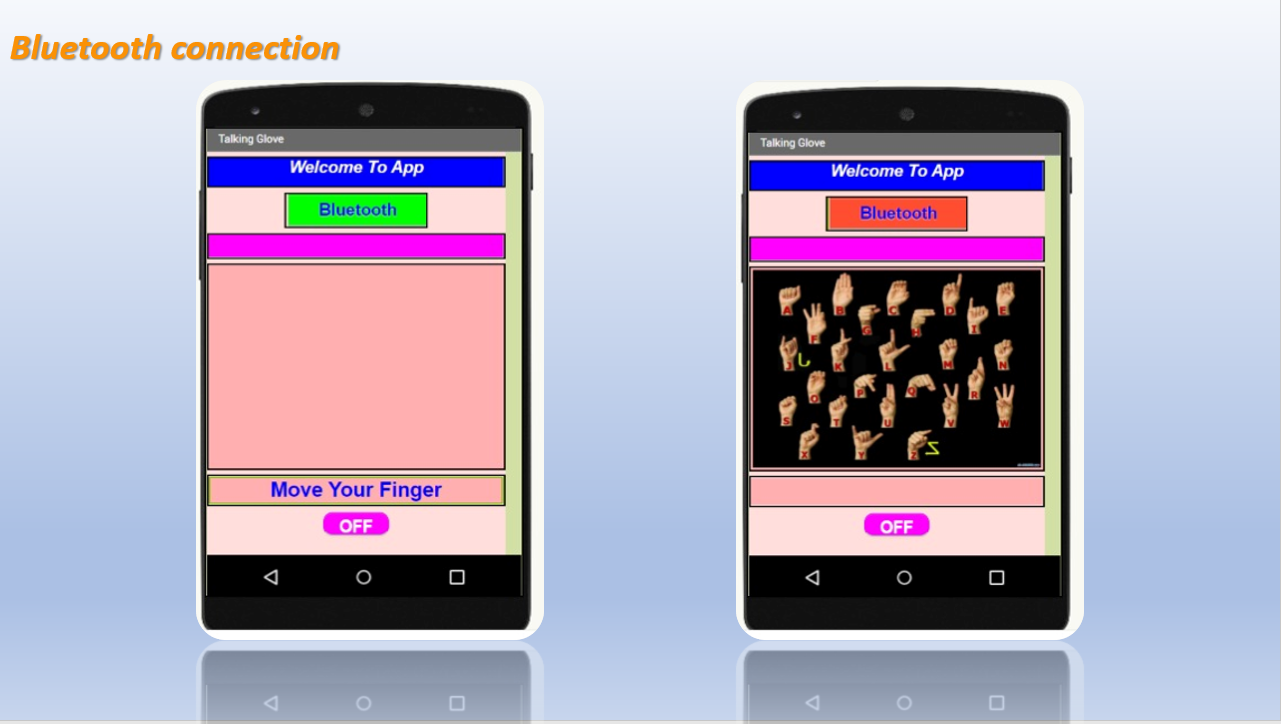 Bluetooth connection
Talking Glove
Welcome To App
Bluetooth
Move Your Finger
OFF
Talking Glove
Welcome To App
Bluetooth
A B C D E
F G H I
J K L M N
O P Q R
S T U V W
X Y Z
OFF